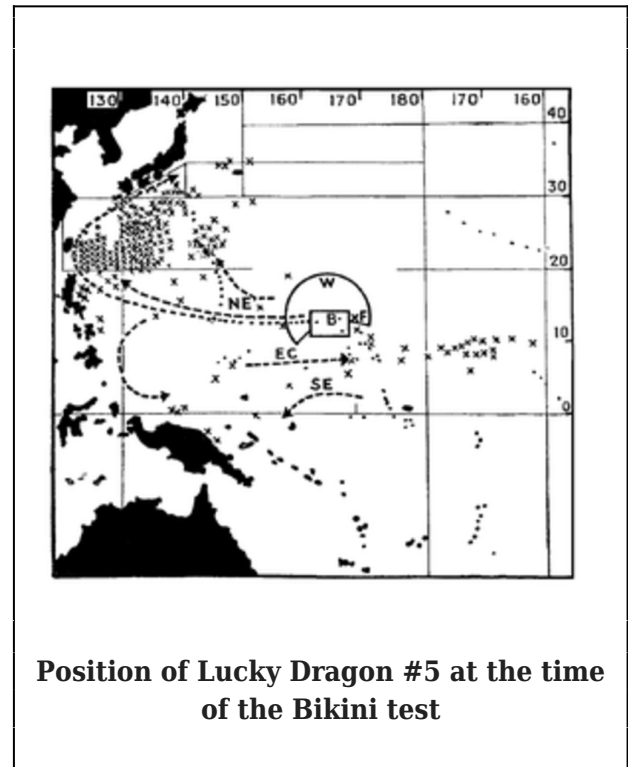 130 140 150 160 170 180 170 160
40
30
20
W
NE
B F
10
EC
SE
0
Position of Lucky Dragon #5 at the time
of the Bikini test